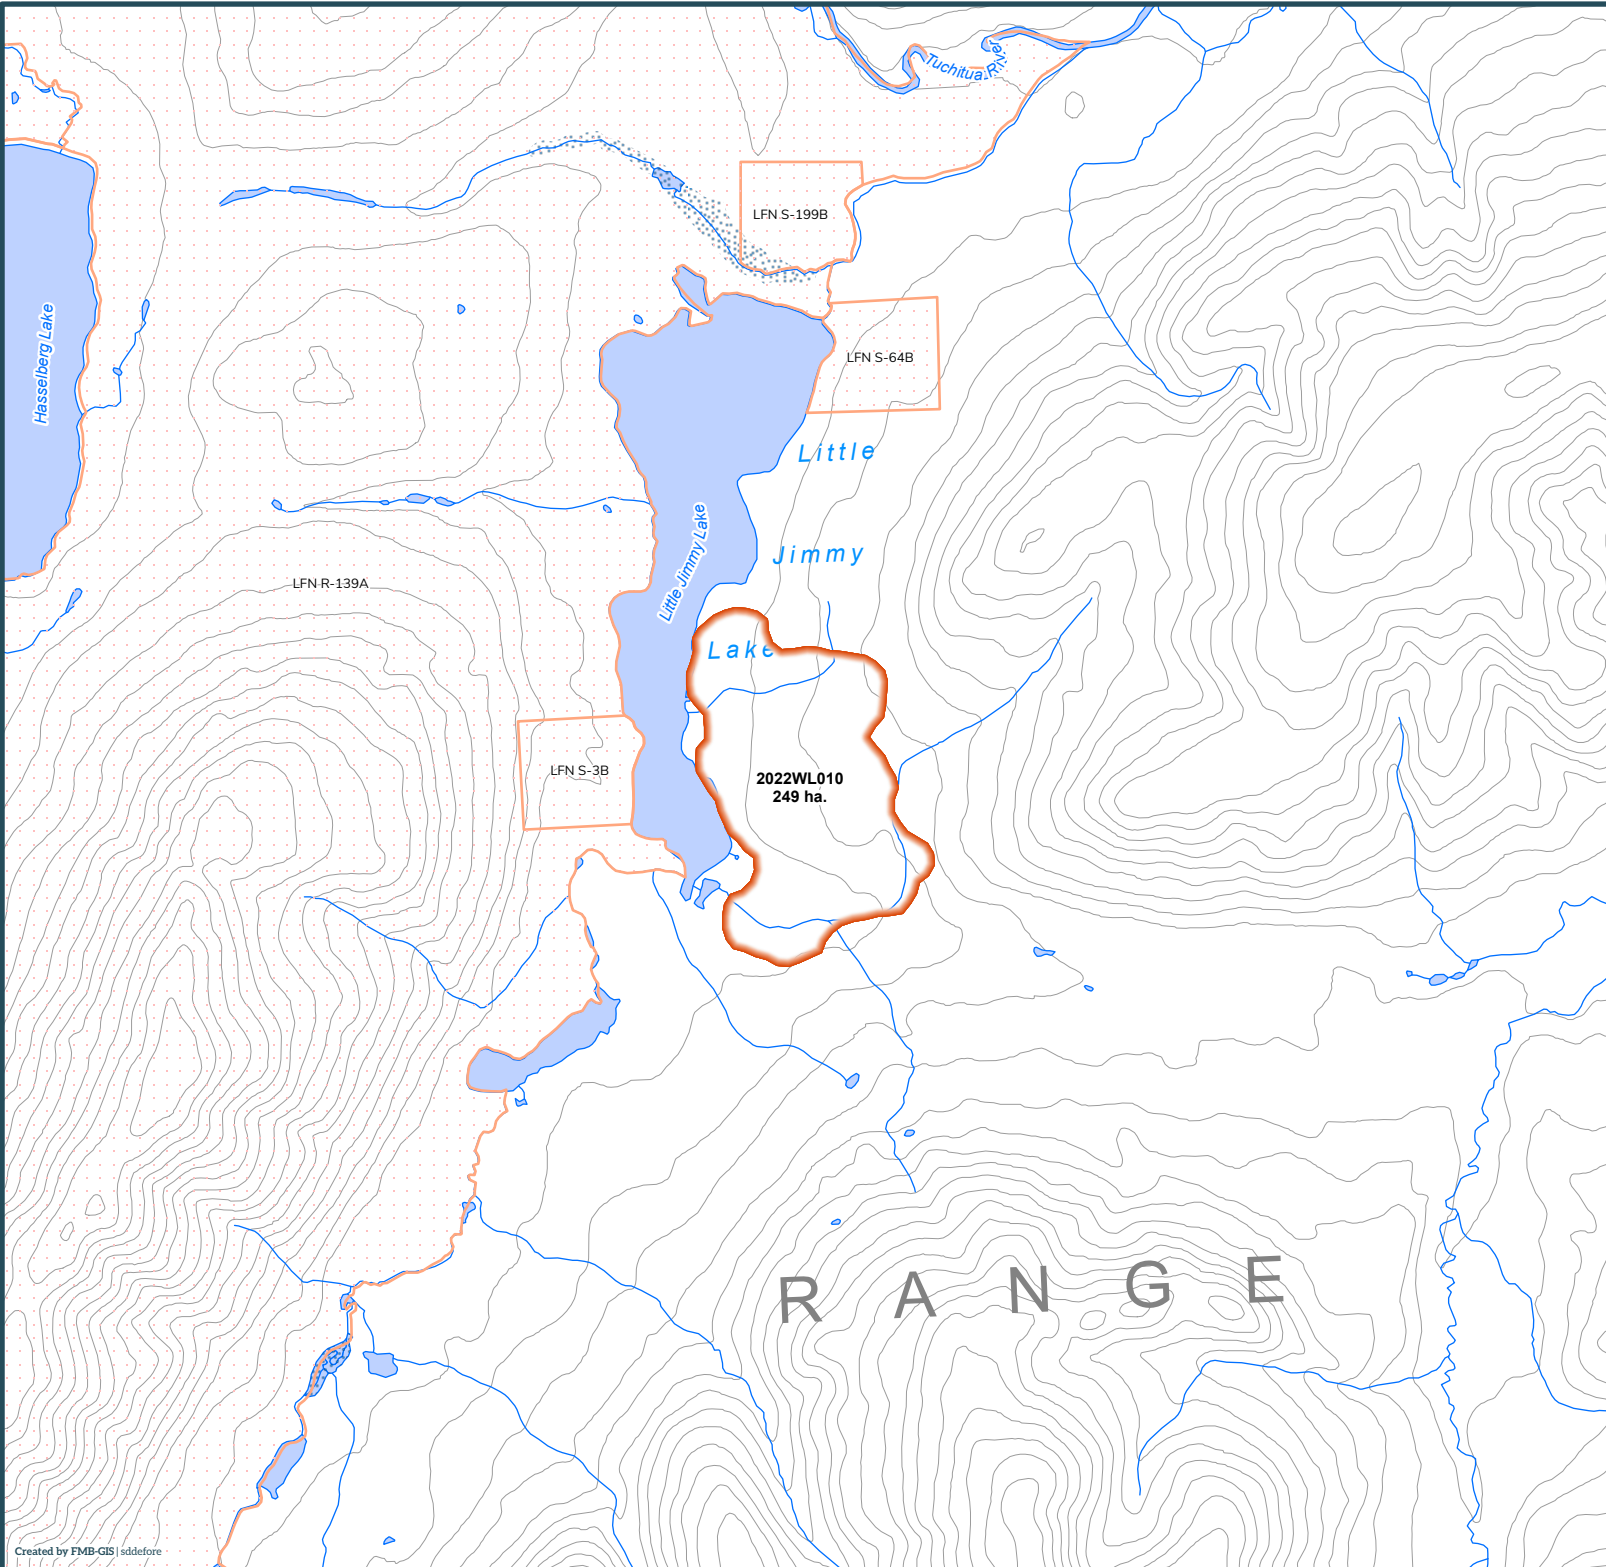 Tuchitua River
LFN S-199B
Hasselberg Lake
LFN S-64B
Little
Jimmy
Lake
Little Jimmy Lake
LFN R-139A
LFN S-3B
2022WL010
249 ha.
RANGE
Created by FMB-GIS | sddefore